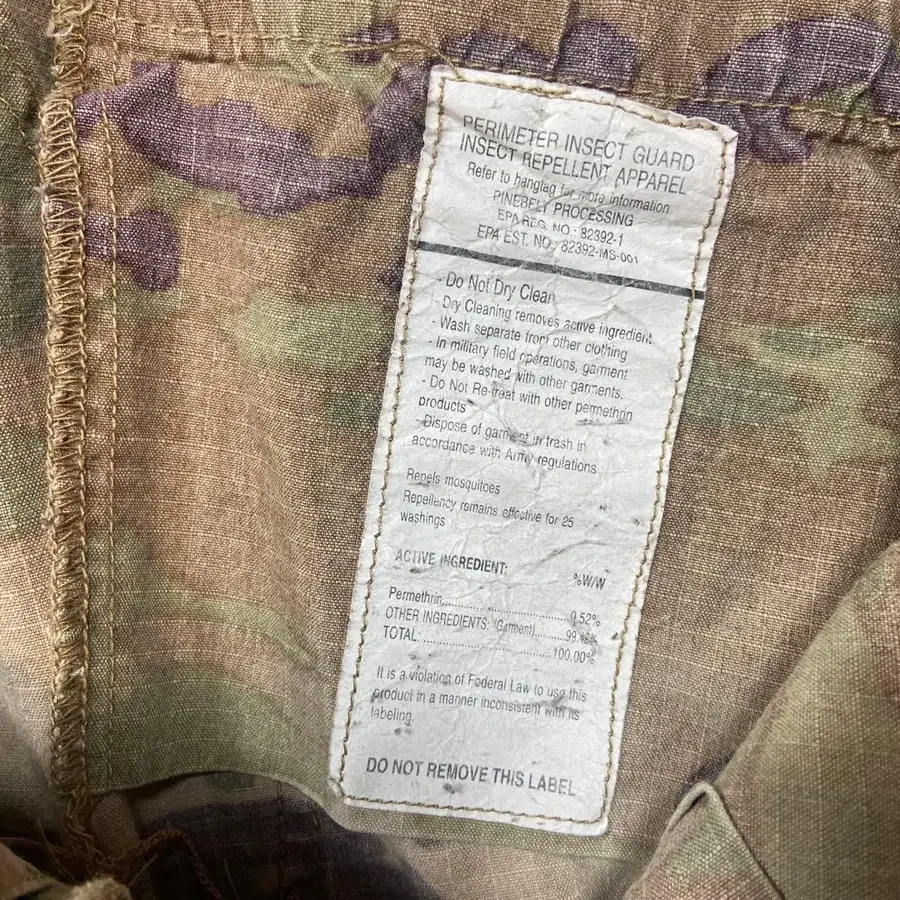 PERIMETER INSECT GUARD
INSECT REPELLENT APPAREL
Refer to hangtag for more information
PINEBELT PROCESSING
EPA REG. NO.: 82392-1
EPA EST. NO.: 82392-MS-001
- Do Not Dry Clean
- Dry Cleaning removes active ingredient
- Wash separate from other clothing
- In military field operations, garment
may be washed with other garments.
- Do Not Re-treat with other permethrin
products
- Dispose of garment in trash in
accordance with Army regulations
Repels mosquitoes
Repellency remains effective for 25
washings
ACTIVE INGREDIENT: %W/W
Permethrin..............................0.52%
OTHER INGREDIENTS: (Garment).........99.48%
TOTAL: ..............................100.00%
It is a violation of Federal Law to use this
product in a manner inconsistent with its
labeling.
DO NOT REMOVE THIS LABEL